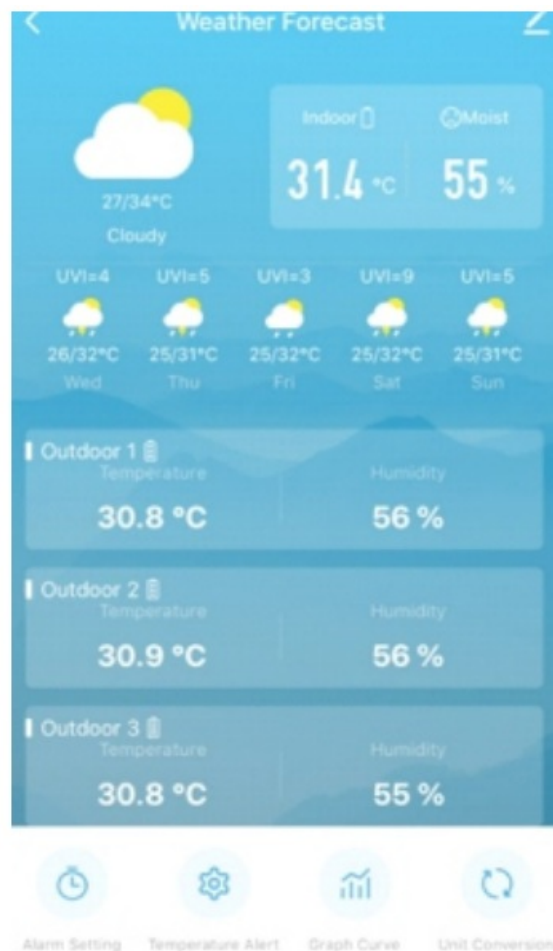 Weather Forecast
Indoor Moist
31.4 °C 55 %
27/34°C
Cloudy
UVI=4 UVI=5 UVI=3 UVI=9 UVI=5
26/32°C 25/31°C 25/32°C 25/32°C 25/31°C
Wed Thu Fri Sat Sun
Outdoor 1
Temperature Humidity
30.8 °C 56 %
Outdoor 2
Temperature Humidity
30.9 °C 56 %
Outdoor 3
Temperature Humidity
30.8 °C 55 %
Alarm Setting Temperature Alert Graph Curve Unit Conversion